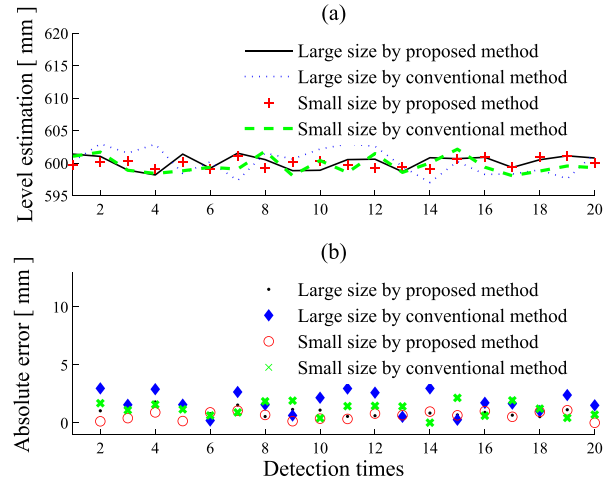 (a)
Level estimation [ mm ]
620
615
610
605
600
595
Large size by proposed method
Large size by conventional method
Small size by proposed method
Small size by conventional method
2 4 6 8 10 12 14 16 18 20
(b)
Absolute error [ mm ]
10
5
0
Large size by proposed method
Large size by conventional method
Small size by proposed method
Small size by conventional method
2 4 6 8 10 12 14 16 18 20
Detection times